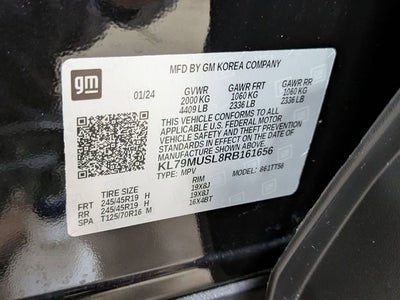 gm
MFD BY GM KOREA COMPANY
01/24 GVWR GAWR FRT GAWR RR
2000 KG 1060 KG 1060 KG
4409 LB 2336 LB 2336 LB
THIS VEHICLE CONFORMS TO ALL
APPLICABLE U.S. FEDERAL MOTOR
VEHICLE SAFETY, BUMPER, AND
THEFT PREVENTION STANDARDS
IN EFFECT ON THE DATE OF
MANUFACTURE SHOWN ABOVE.
KL79MUSL8RB161656
TYPE: MPV MODEL: 861TT56
TIRE SIZE RIM
FRT 245/45R19 H 19X8J
RR 245/45R19 H 19X8J
SPA T125/70R16 M 16X4BT